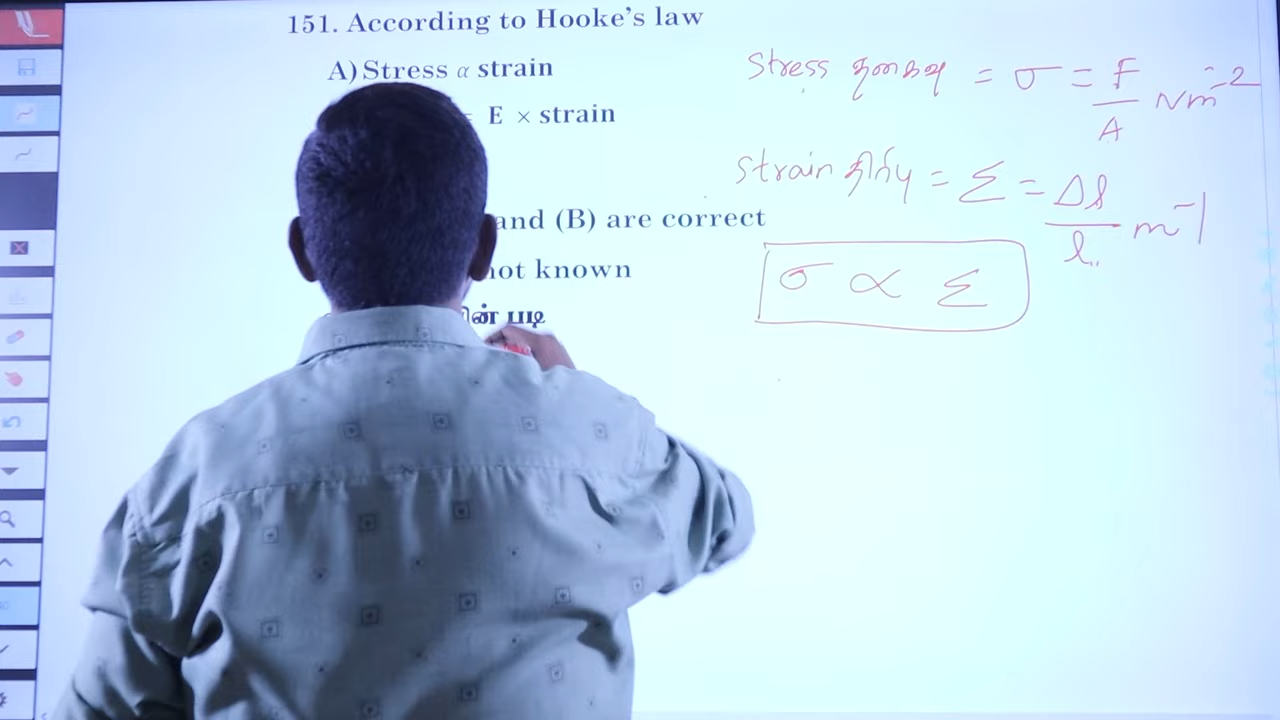 151. According to Hooke's law
A) Stress α strain
= E × strain
and (B) are correct
not known
படி
Stress தகைவு = σ = F/A Nm⁻²
Strain திரிபு = Σ = Δl/l m⁻¹
σ ∝ Σ